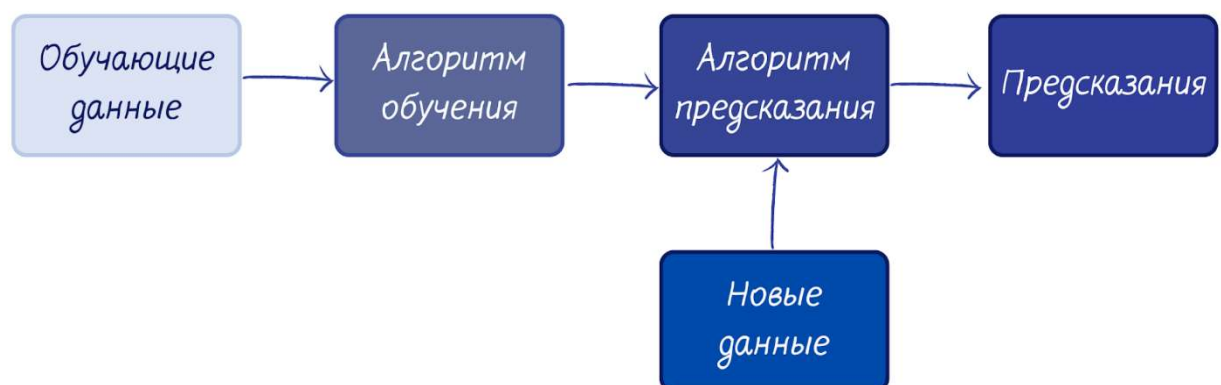 Обучающие
данные
Алгоритм
обучения
Алгоритм
предсказания
Предсказания
Новые
данные